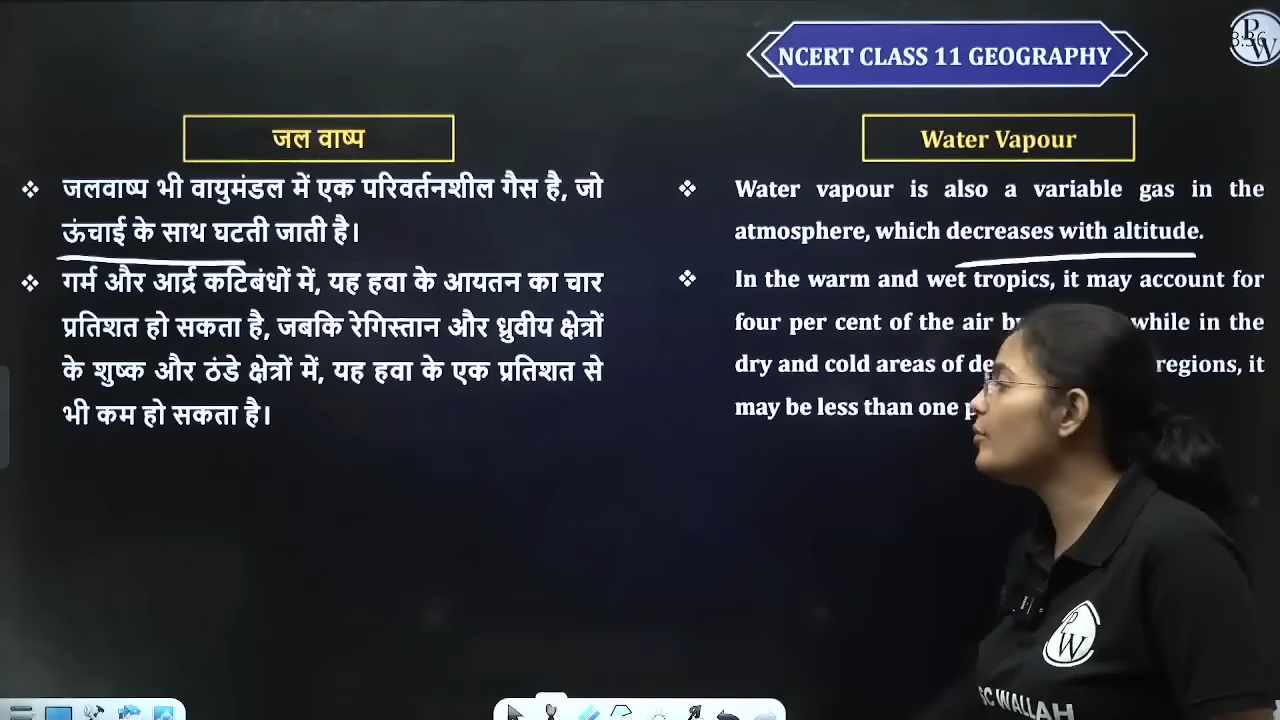 NCERT CLASS 11 GEOGRAPHY
जल वाष्प
जलवाष्प भी वायुमंडल में एक परिवर्तनशील गैस है, जो
ऊंचाई के साथ घटती जाती है।
गर्म और आर्द्र कटिबंधों में, यह हवा के आयतन का चार
प्रतिशत हो सकता है, जबकि रेगिस्तान और ध्रुवीय क्षेत्रों
के शुष्क और ठंडे क्षेत्रों में, यह हवा के एक प्रतिशत से
भी कम हो सकता है।
Water Vapour
Water vapour is also a variable gas in the
atmosphere, which decreases with altitude.
In the warm and wet tropics, it may account for
four per cent of the air while in the
dry and cold areas of regions, it
may be less than one
PW
PW
WALLAH